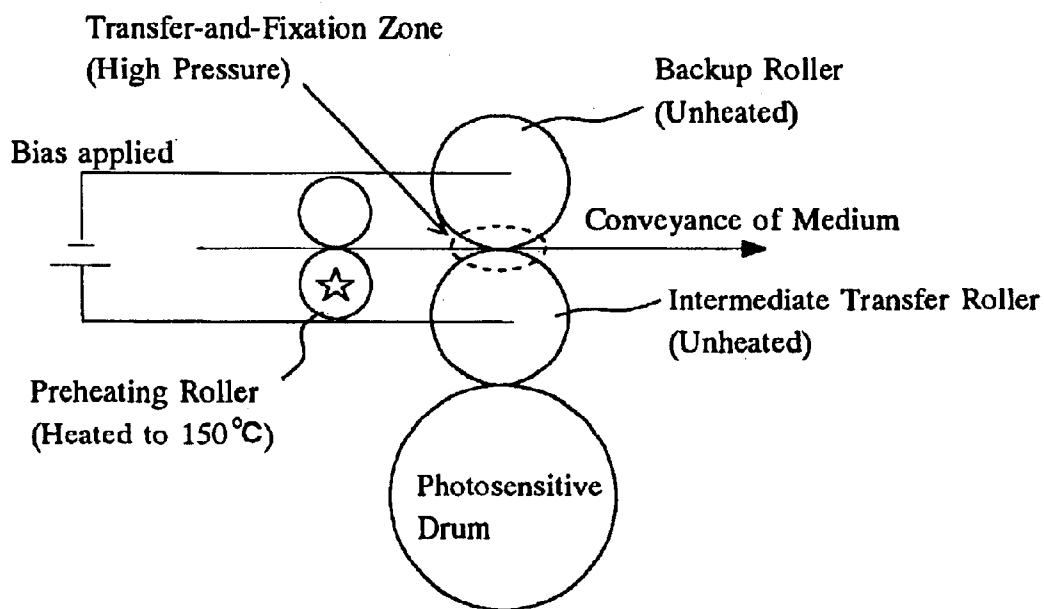 Transfer-and-Fixation Zone
(High Pressure)
Backup Roller
(Unheated)
Bias applied
Conveyance of Medium
Intermediate Transfer Roller
(Unheated)
Preheating Roller
(Heated to 150°C)
Photosensitive
Drum